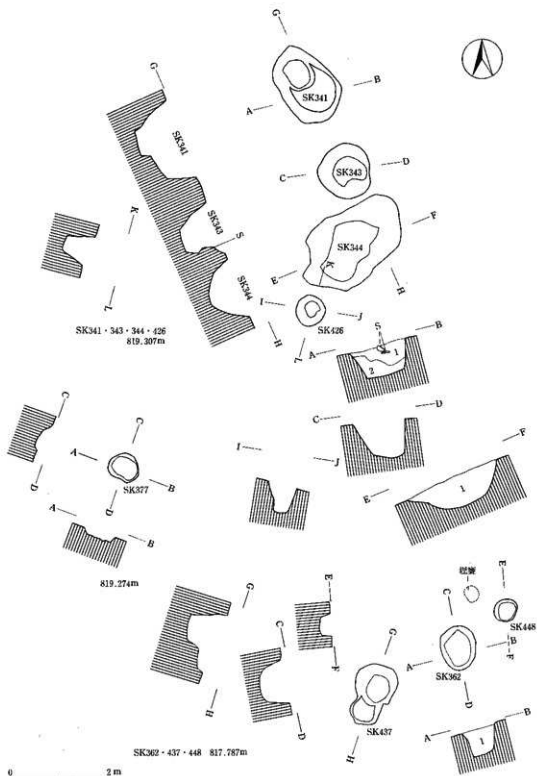 G
A
B
SK341
C
D
SK343
F
SK344
K
E
H
I
J
SK426
L
G
SK341
SK343
S
SK344
H
K
L
SK341・343・344・426
819.307m
S
A
B
1
2
C
D
E
F
1
I
J
C
D
A
B
C
D
SK377
A
B
819.274m
G
H
C
D
E
F
G
H
SK437
C
D
A
B
SK362
E
F
SK448
A
B
1
SK362・437・448 817.787m
0 2m